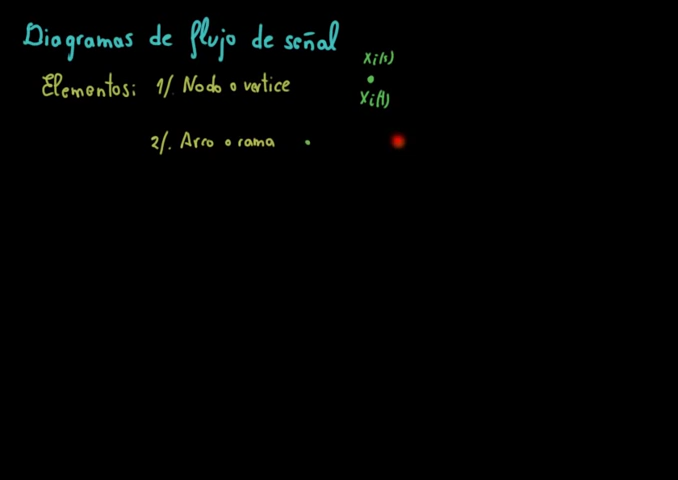 Diagramas de flujo de señal
Xi(s)
Elementos: 1/. Nodo o vertice
Xi(t)
2/. Arco o rama